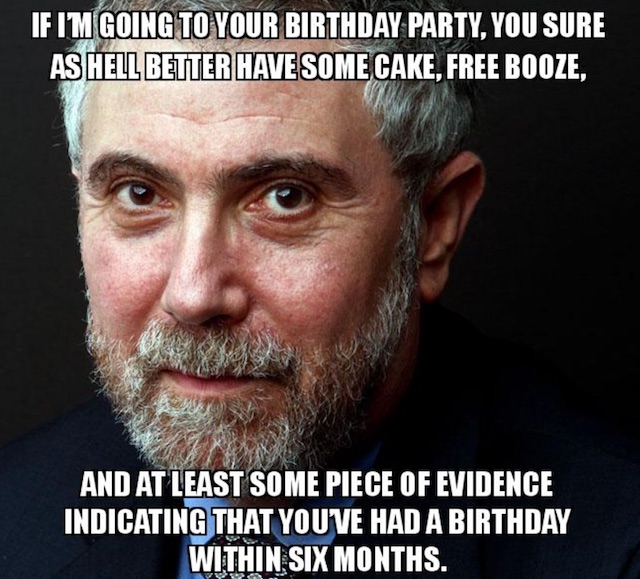 IF I'M GOING TO YOUR BIRTHDAY PARTY, YOU SURE
AS HELL BETTER HAVE SOME CAKE, FREE BOOZE,
AND AT LEAST SOME PIECE OF EVIDENCE
INDICATING THAT YOU'VE HAD A BIRTHDAY
WITHIN SIX MONTHS.